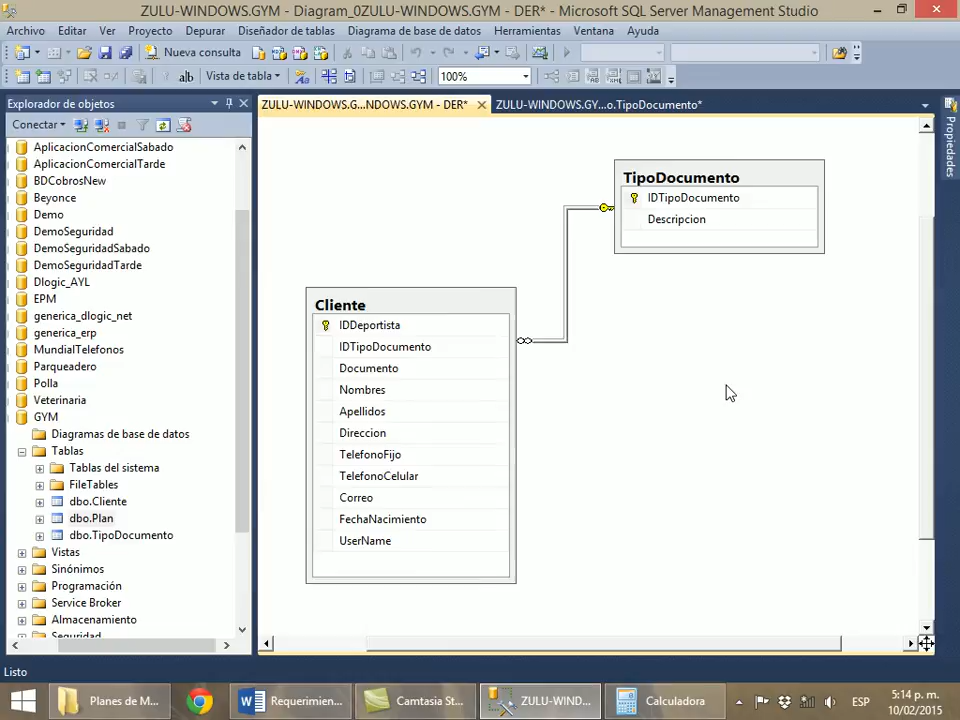 ZULU-WINDOWS.GYM - Diagram_0ZULU-WINDOWS.GYM - DER* - Microsoft SQL Server Management Studio
Archivo Editar Ver Proyecto Depurar Diseñador de tablas Diagrama de base de datos Herramientas Ventana Ayuda
Nueva consulta
Vista de tabla 100%
Explorador de objetos
ZULU-WINDOWS.G...NDOWS.GYM - DER* ZULU-WINDOWS.GY...o.TipoDocumento*
Conectar
AplicacionComercialSabado
AplicacionComercialTarde
BDCobrosNew
Beyonce
Demo
DemoSeguridad
DemoSeguridadSabado
DemoSeguridadTarde
Dlogic_AYL
EPM
generica_dlogic_net
generica_erp
MundialTelefonos
Parqueadero
Polla
Veterinaria
GYM
Diagramas de base de datos
Tablas
Tablas del sistema
FileTables
dbo.Cliente
dbo.Plan
dbo.TipoDocumento
Vistas
Sinónimos
Programación
Service Broker
Almacenamiento
Seguridad
TipoDocumento
IDTipoDocumento
Descripcion
Cliente
IDDeportista
IDTipoDocumento
Documento
Nombres
Apellidos
Direccion
TelefonoFijo
TelefonoCelular
Correo
FechaNacimiento
UserName
Propiedades
Listo
Planes de M... Requerimien... Camtasia St... ZULU-WIND... Calculadora ESP
5:14 p. m.
10/02/2015